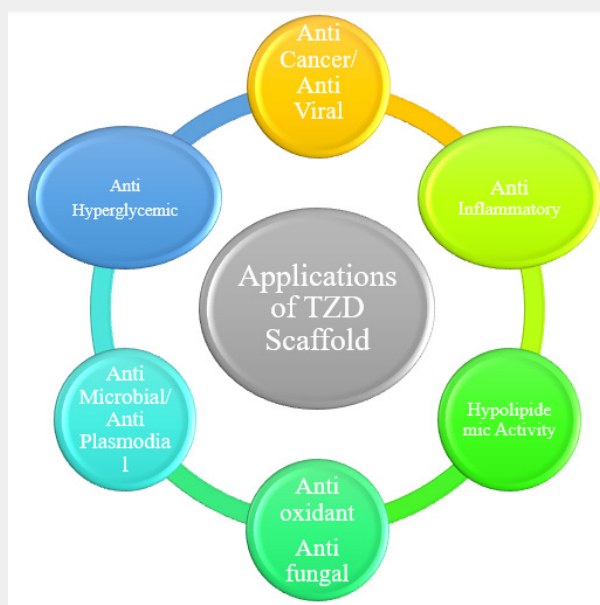 Anti
Cancer/
Anti
Viral
Anti
Hyperglycemic
Anti
Inflammatory
Applications
of TZD
Scaffold
Anti
Microbial/
Anti
Plasmodia
l
Hypolipide
mic Activity
Anti
oxidant
Anti
fungal